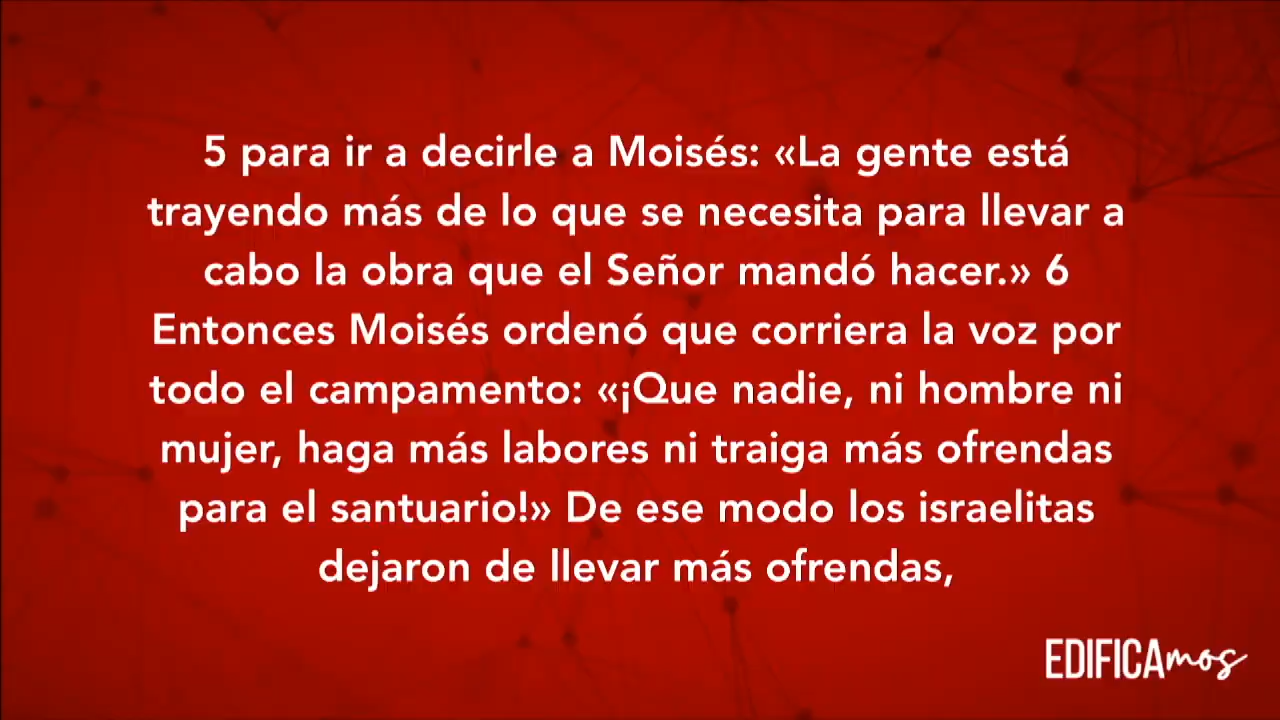 5 para ir a decirle a Moisés: «La gente está
trayendo más de lo que se necesita para llevar a
cabo la obra que el Señor mandó hacer.» 6
Entonces Moisés ordenó que corriera la voz por
todo el campamento: «¡Que nadie, ni hombre ni
mujer, haga más labores ni traiga más ofrendas
para el santuario!» De ese modo los israelitas
dejaron de llevar más ofrendas,
EDIFICAmos